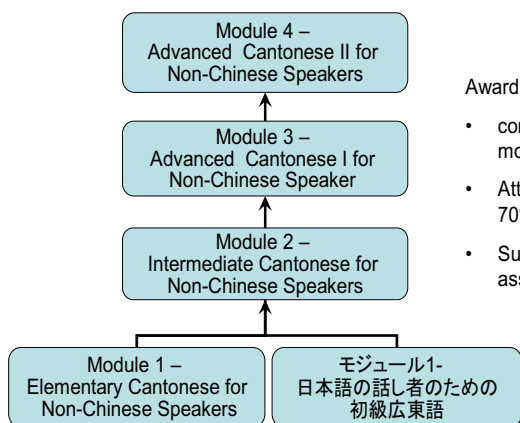 Module 4 –
Advanced Cantonese II for
Non-Chinese Speakers
Module 3 –
Advanced Cantonese I for
Non-Chinese Speaker
Module 2 –
Intermediate Cantonese for
Non-Chinese Speakers
Module 1 –
Elementary Cantonese for
Non-Chinese Speakers
モジュール1-
日本語の話し者のための
初級広東語
Award
•
•
•